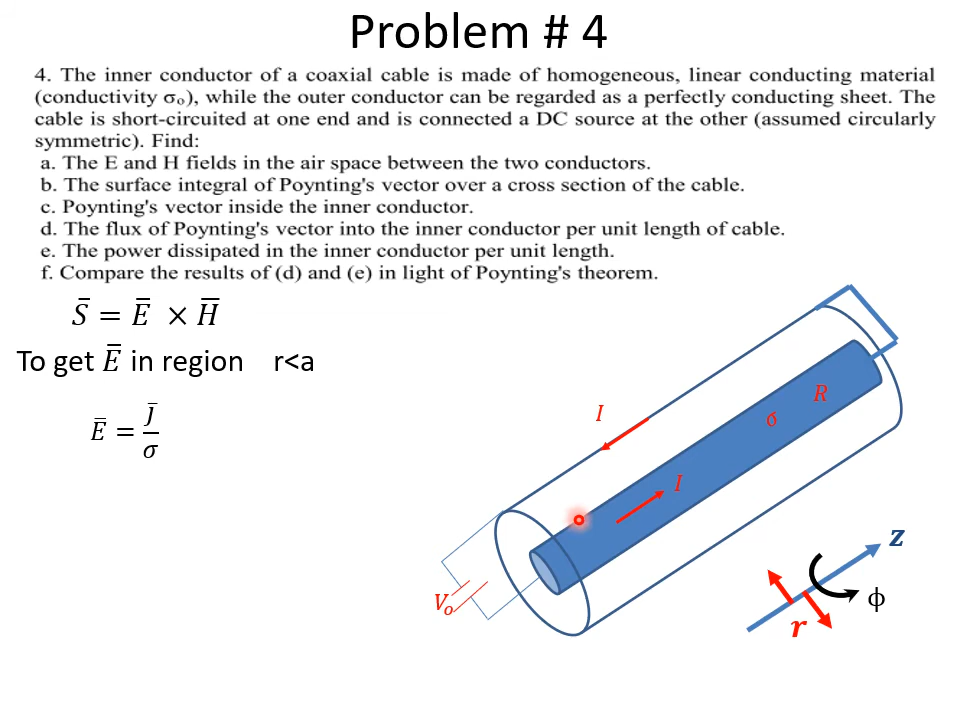 Problem # 4
4. The inner conductor of a coaxial cable is made of homogeneous, linear conducting material
(conductivity σₒ), while the outer conductor can be regarded as a perfectly conducting sheet. The
cable is short-circuited at one end and is connected a DC source at the other (assumed circularly
symmetric). Find:
a. The E and H fields in the air space between the two conductors.
b. The surface integral of Poynting's vector over a cross section of the cable.
c. Poynting's vector inside the inner conductor.
d. The flux of Poynting's vector into the inner conductor per unit length of cable.
e. The power dissipated in the inner conductor per unit length.
f. Compare the results of (d) and (e) in light of Poynting's theorem.
S̅ = E̅ × H̅
To get E̅ in region r<a
E̅ = J̅/σ
I
R
σ
I
Vₒ
z
ϕ
r